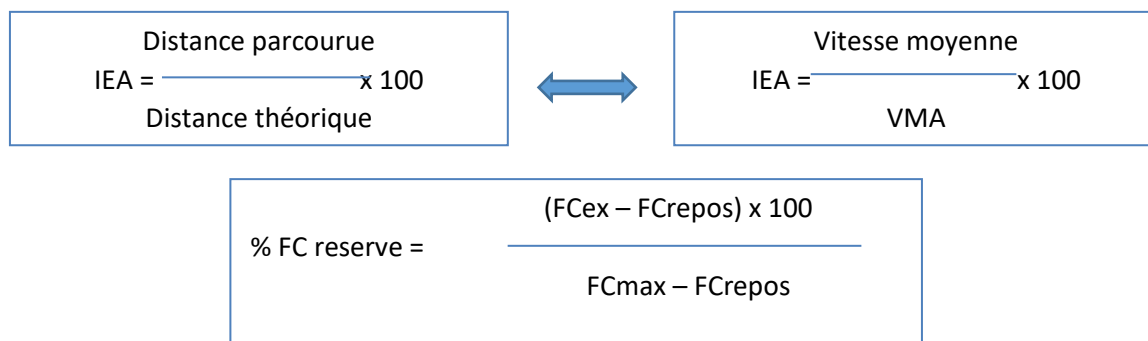 Distance parcourue
IEA = x 100
Distance théorique
Vitesse moyenne
IEA = x 100
VMA
(FCex – FCrepos) x 100
% FC reserve =
FCmax – FCrepos